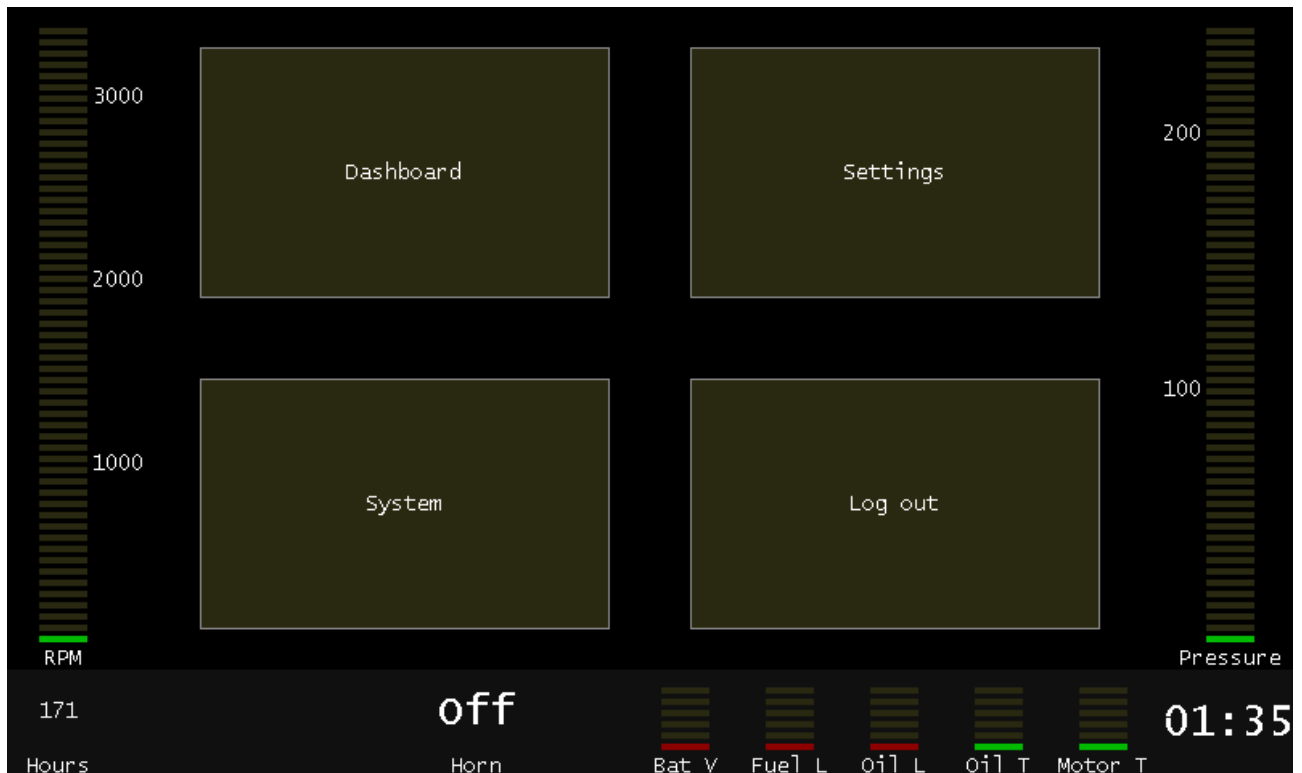 3000
200
Dashboard
Settings
2000
100
1000
System
Log out
RPM
Pressure
171
Off
01:35
Hours
Horn
Bat V
Fuel L
Oil L
Oil T
Motor T